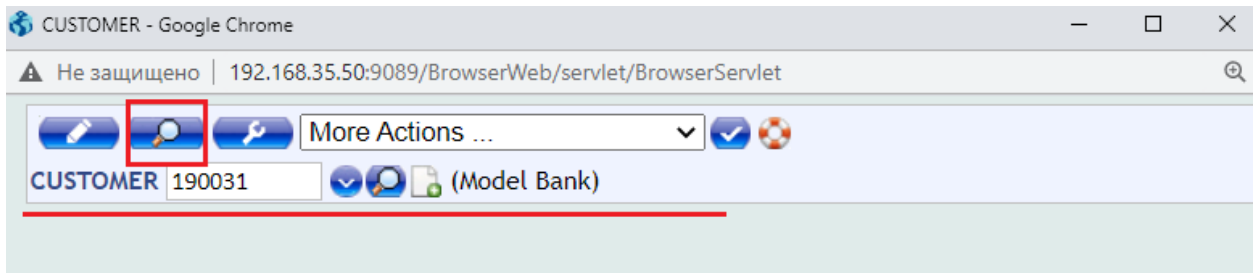 CUSTOMER - Google Chrome
Не защищено | 192.168.35.50:9089/BrowserWeb/servlet/BrowserServlet
More Actions ...
CUSTOMER 190031 (Model Bank)